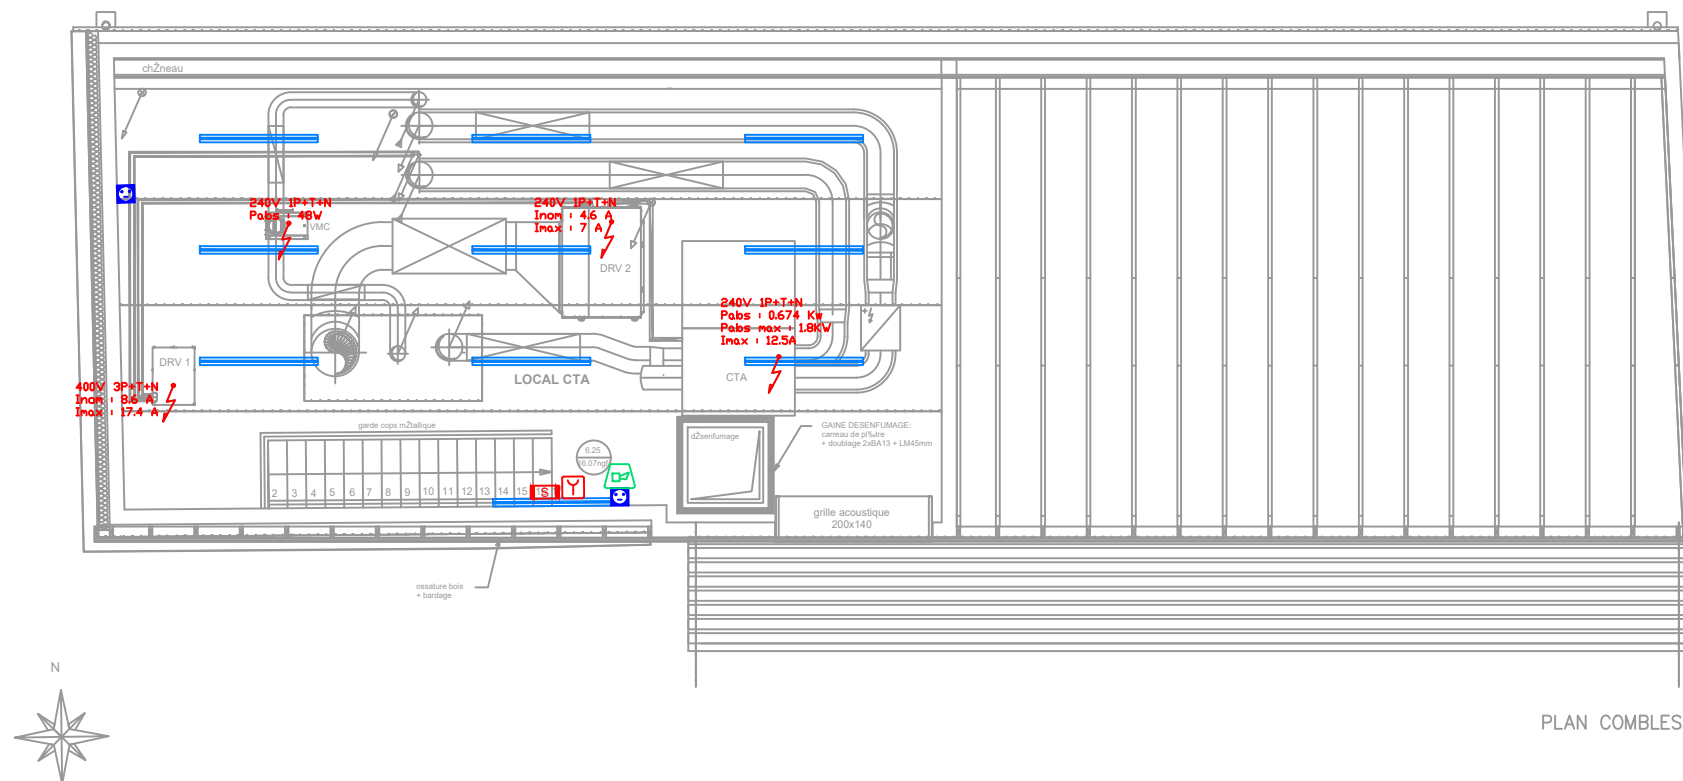 chŽneau
240V 1P+T+N
Pabs : 48W
VMC
240V 1P+T+N
Inom : 4.6 A
Imax : 7 A
DRV 2
240V 1P+T+N
Pabs : 0.674 Kw
Pabs max : 1.8KW
Imax : 12.5A
CTA
DRV 1
400V 3P+T+N
Inom : 8.6 A
Imax : 17.4 A
LOCAL CTA
garde cops mŽtallique
dŽsenfumage
GAINE DESENFUMAGE:
carreau de pl‰tre
+ doublage 2xBA13 + LM45mm
6.25
16.07ngf
2 3 4 5 6 7 8 9 10 11 12 13 14 15
S
grille acoustique
200x140
ossature bois
+ bardage
N
PLAN COMBLES